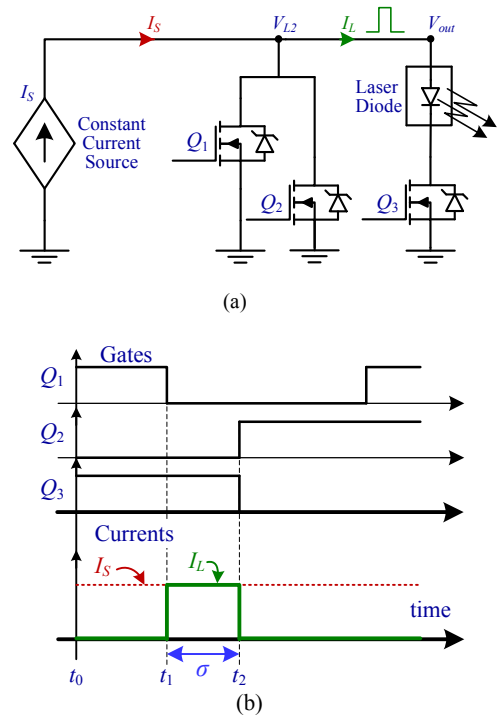 I_S I_L V_L2 V_out
I_S
Constant
Current
Source
Q_1
Q_2
Laser
Diode
Q_3
(a)
Gates
Q_1
Q_2
Q_3
Currents
I_S I_L
time
σ
t_0 t_1 t_2
(b)